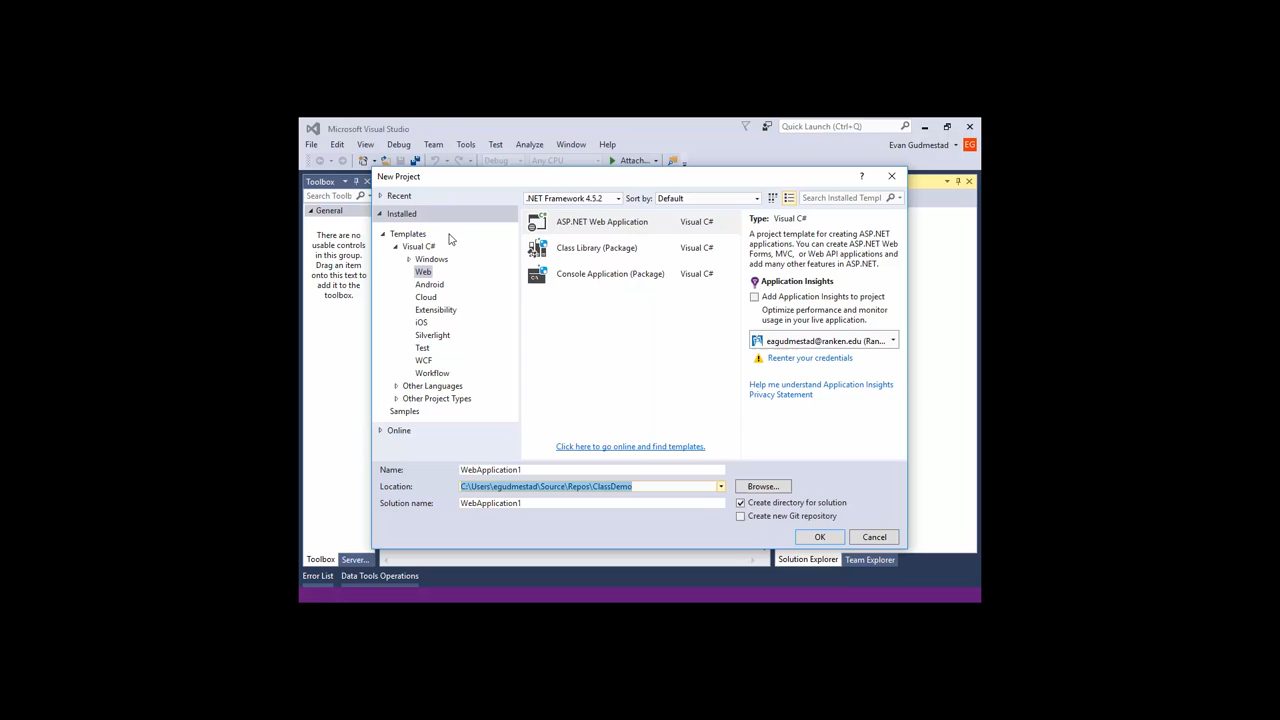 Microsoft Visual Studio
Quick Launch (Ctrl+Q)
File Edit View Debug Team Tools Test Analyze Window Help
Evan Gudmestad EG
Debug Any CPU Attach...
Toolbox
Search Toolb
General
There are no
usable controls
in this group.
Drag an item
onto this text to
add it to the
toolbox.
New Project
Recent
Installed
Templates
Visual C#
Windows
Web
Android
Cloud
Extensibility
iOS
Silverlight
Test
WCF
Workflow
Other Languages
Other Project Types
Samples
Online
.NET Framework 4.5.2 Sort by: Default
Search Installed Templ
ASP.NET Web Application Visual C#
Class Library (Package) Visual C#
Console Application (Package) Visual C#
Click here to go online and find templates.
Type: Visual C#
A project template for creating ASP.NET
applications. You can create ASP.NET Web
Forms, MVC, or Web API applications and
add many other features in ASP.NET.
Application Insights
Add Application Insights to project
Optimize performance and monitor
usage in your live application.
eagudmestad@ranken.edu (Ran...
Reenter your credentials
Help me understand Application Insights
Privacy Statement
Name: WebApplication1
Location: C:\Users\egudmestad\Source\Repos\ClassDemo
Browse...
Solution name: WebApplication1
Create directory for solution
Create new Git repository
OK Cancel
Toolbox Server...
Solution Explorer Team Explorer
Error List Data Tools Operations